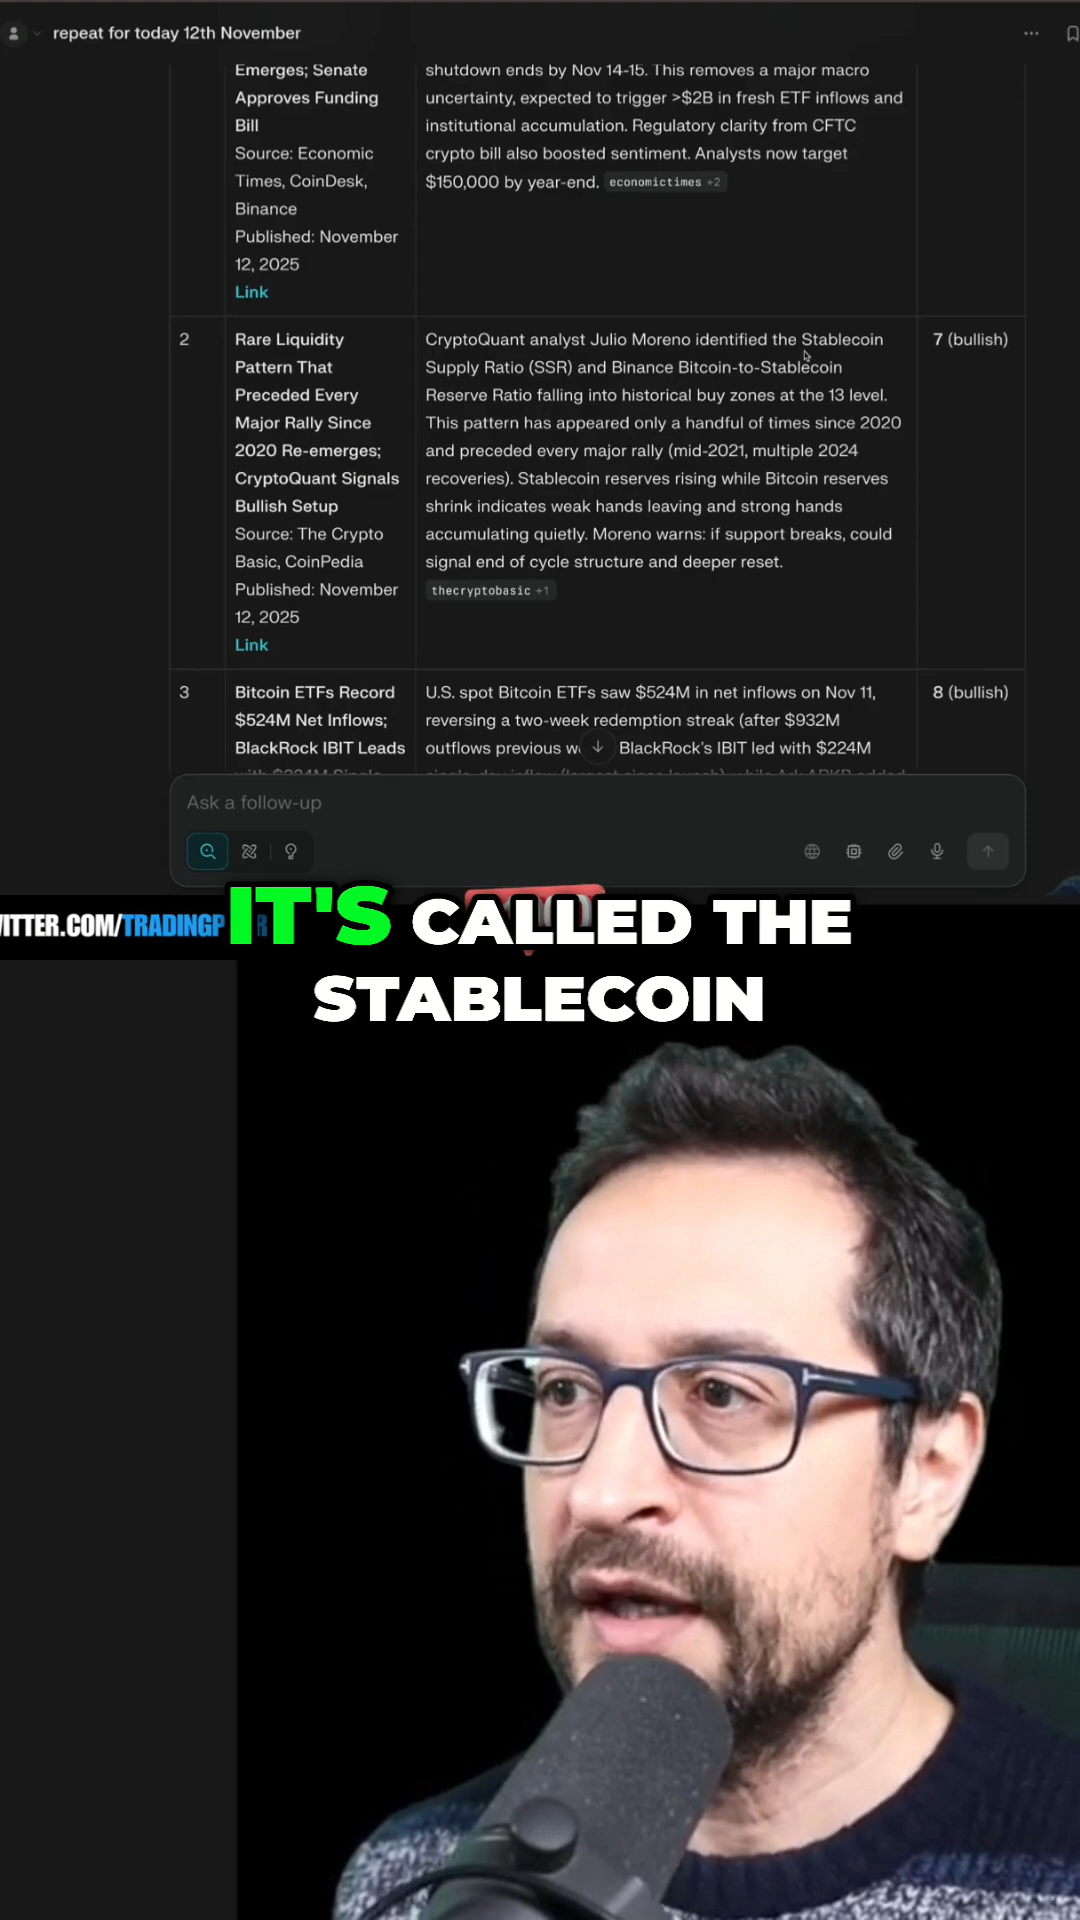 repeat for today 12th November
Emerges; Senate
Approves Funding
Bill
Source: Economic
Times, CoinDesk,
Binance
Published: November
12, 2025
Link
shutdown ends by Nov 14-15. This removes a major macro
uncertainty, expected to trigger >$2B in fresh ETF inflows and
institutional accumulation. Regulatory clarity from CFTC
crypto bill also boosted sentiment. Analysts now target
$150,000 by year-end. economictimes +2
2
Rare Liquidity
Pattern That
Preceded Every
Major Rally Since
2020 Re-emerges;
CryptoQuant Signals
Bullish Setup
Source: The Crypto
Basic, CoinPedia
Published: November
12, 2025
Link
CryptoQuant analyst Julio Moreno identified the Stablecoin
Supply Ratio (SSR) and Binance Bitcoin-to-Stablecoin
Reserve Ratio falling into historical buy zones at the 13 level.
This pattern has appeared only a handful of times since 2020
and preceded every major rally (mid-2021, multiple 2024
recoveries). Stablecoin reserves rising while Bitcoin reserves
shrink indicates weak hands leaving and strong hands
accumulating quietly. Moreno warns: if support breaks, could
signal end of cycle structure and deeper reset.
thecryptobasic +1
7 (bullish)
3
Bitcoin ETFs Record
$524M Net Inflows;
BlackRock IBIT Leads
U.S. spot Bitcoin ETFs saw $524M in net inflows on Nov 11,
reversing a two-week redemption streak (after $932M
outflows previous BlackRock's IBIT led with $224M
8 (bullish)
Ask a follow-up
ITTER.COM/TRADINGP
IT'S CALLED THE
STABLECOIN